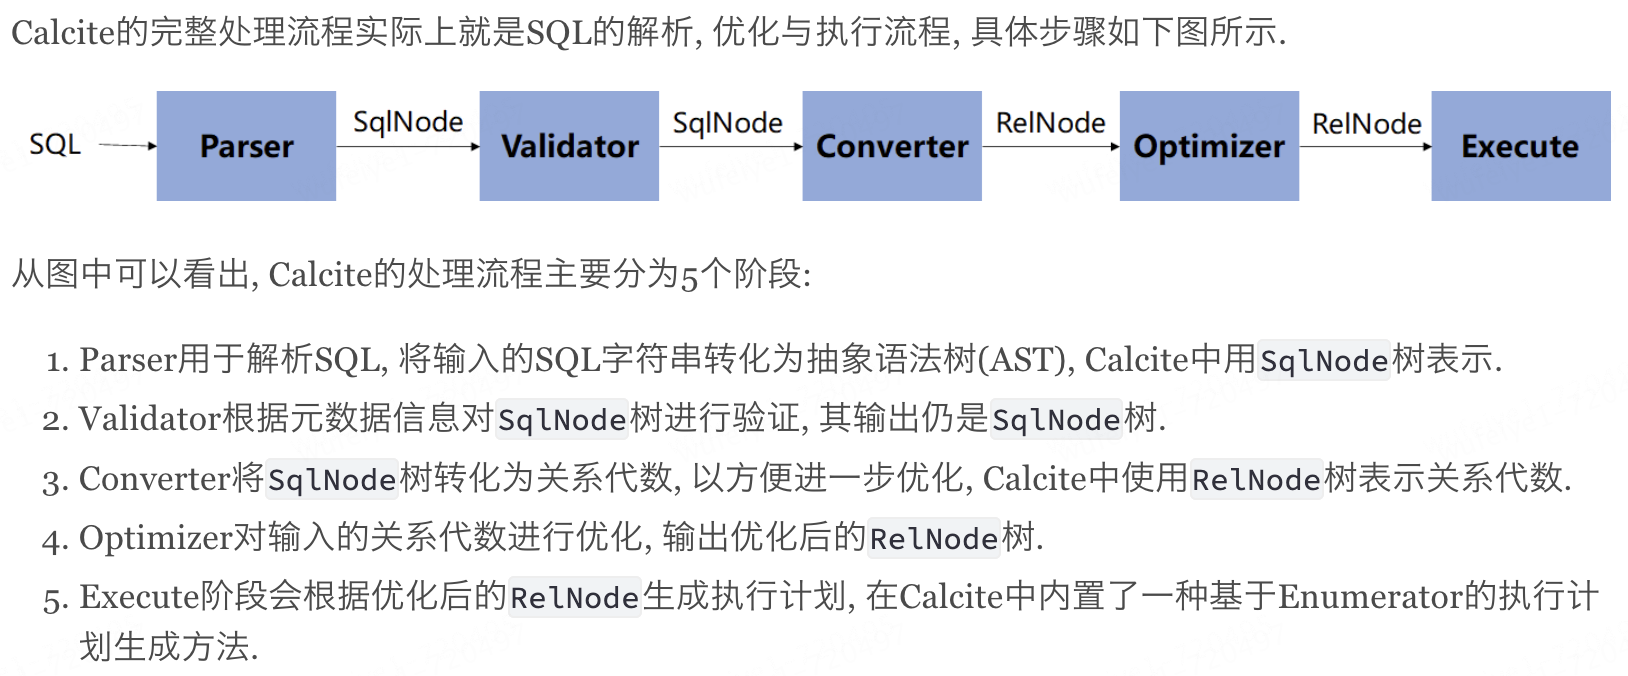 Calcite的完整处理流程实际上就是SQL的解析, 优化与执行流程, 具体步骤如下图所示.
SQL
Parser
SqlNode
Validator
SqlNode
Converter
RelNode
Optimizer
RelNode
Execute
从图中可以看出, Calcite的处理流程主要分为5个阶段:
1. Parser用于解析SQL, 将输入的SQL字符串转化为抽象语法树(AST), Calcite中用SqlNode树表示.
2. Validator根据元数据信息对SqlNode树进行验证, 其输出仍是SqlNode树.
3. Converter将SqlNode树转化为关系代数, 以方便进一步优化, Calcite中使用RelNode树表示关系代数.
4. Optimizer对输入的关系代数进行优化, 输出优化后的RelNode树.
5. Execute阶段会根据优化后的RelNode生成执行计划, 在Calcite中内置了一种基于Enumerator的执行计
划生成方法.